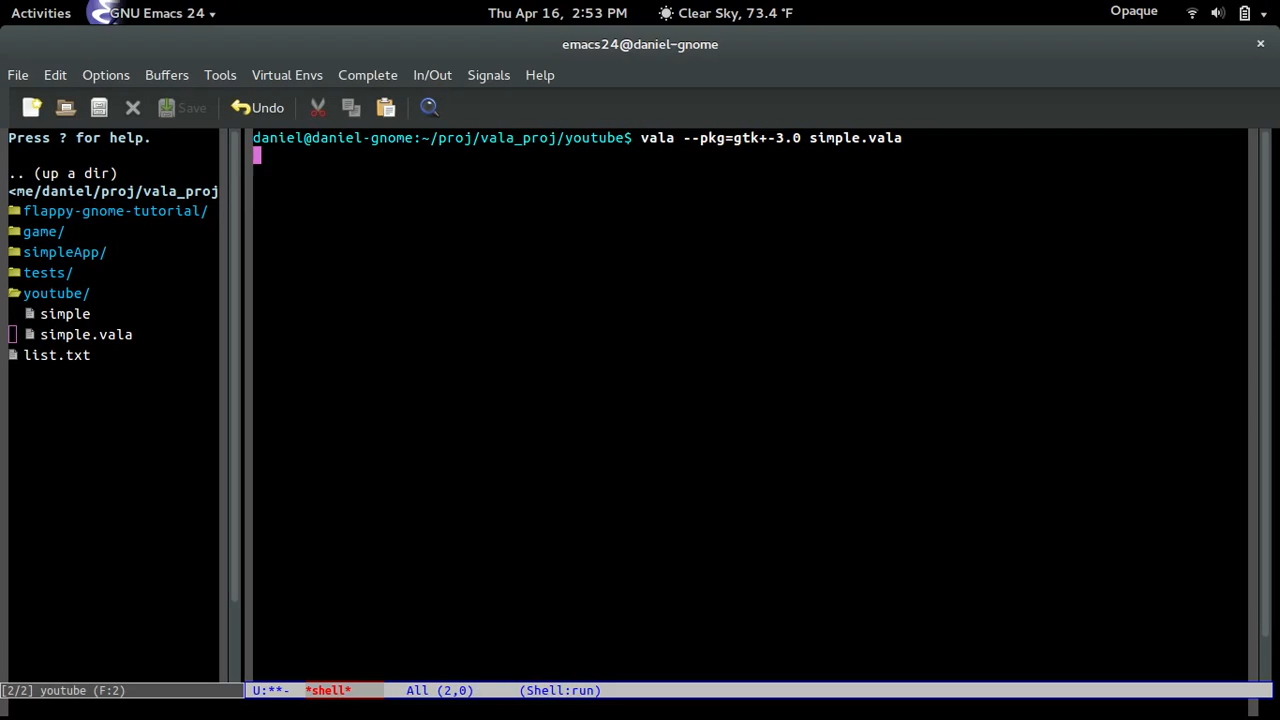 Activities GNU Emacs 24 Thu Apr 16, 2:53 PM Clear Sky, 73.4 °F Opaque
emacs24@daniel-gnome ×
File Edit Options Buffers Tools Virtual Envs Complete In/Out Signals Help
Save Undo
Press ? for help.
daniel@daniel-gnome:~/proj/vala_proj/youtube$ vala --pkg=gtk+-3.0 simple.vala
.. (up a dir)
<me/daniel/proj/vala_proj
flappy-gnome-tutorial/
game/
simpleApp/
tests/
youtube/
simple
simple.vala
list.txt
[2/2] youtube (F:2) U:**- *shell* All (2,0) (Shell:run)